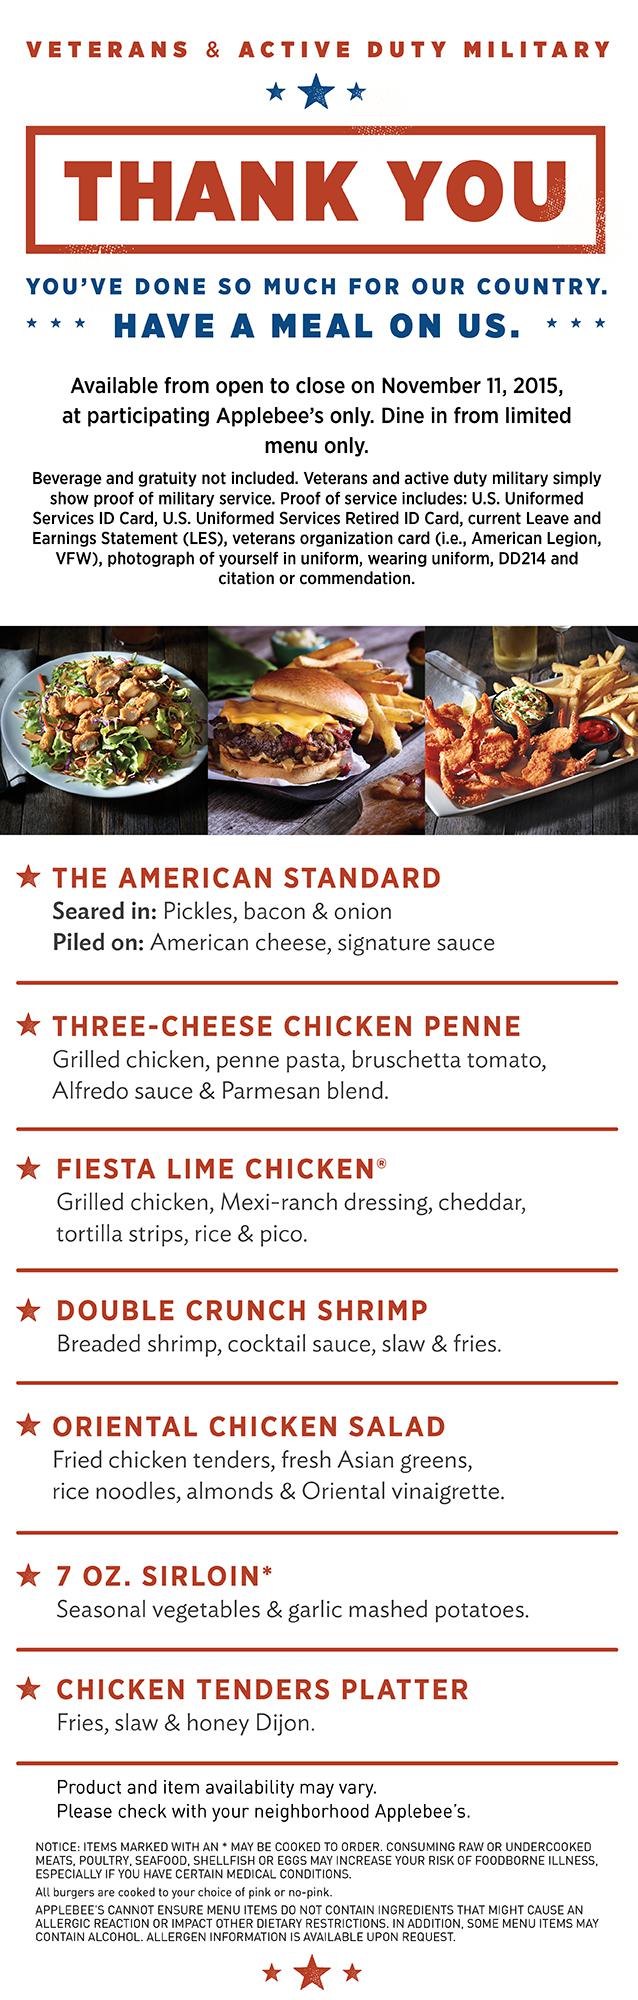 VETERANS & ACTIVE DUTY MILITARY
THANK YOU
YOU'VE DONE SO MUCH FOR OUR COUNTRY.
HAVE A MEAL ON US.
Available from open to close on November 11, 2015,
at participating Applebee's only. Dine in from limited
menu only.
Beverage and gratuity not included. Veterans and active duty military simply
show proof of military service. Proof of service includes: U.S. Uniformed
Services ID Card, U.S. Uniformed Services Retired ID Card, current Leave and
Earnings Statement (LES), veterans organization card (i.e., American Legion,
VFW), photograph of yourself in uniform, wearing uniform, DD214 and
citation or commendation.
THE AMERICAN STANDARD
Seared in: Pickles, bacon & onion
Piled on: American cheese, signature sauce
THREE-CHEESE CHICKEN PENNE
Grilled chicken, penne pasta, bruschetta tomato,
Alfredo sauce & Parmesan blend.
FIESTA LIME CHICKEN®
Grilled chicken, Mexi-ranch dressing, cheddar,
tortilla strips, rice & pico.
DOUBLE CRUNCH SHRIMP
Breaded shrimp, cocktail sauce, slaw & fries.
ORIENTAL CHICKEN SALAD
Fried chicken tenders, fresh Asian greens,
rice noodles, almonds & Oriental vinaigrette.
7 OZ. SIRLOIN*
Seasonal vegetables & garlic mashed potatoes.
CHICKEN TENDERS PLATTER
Fries, slaw & honey Dijon.
Product and item availability may vary.
Please check with your neighborhood Applebee's.
NOTICE: ITEMS MARKED WITH AN * MAY BE COOKED TO ORDER. CONSUMING RAW OR UNDERCOOKED
MEATS, POULTRY, SEAFOOD, SHELLFISH OR EGGS MAY INCREASE YOUR RISK OF FOODBORNE ILLNESS,
ESPECIALLY IF YOU HAVE CERTAIN MEDICAL CONDITIONS.
All burgers are cooked to your choice of pink or no-pink.
APPLEBEE'S CANNOT ENSURE MENU ITEMS DO NOT CONTAIN INGREDIENTS THAT MIGHT CAUSE AN
ALLERGIC REACTION OR IMPACT OTHER DIETARY RESTRICTIONS. IN ADDITION, SOME MENU ITEMS MAY
CONTAIN ALCOHOL. ALLERGEN INFORMATION IS AVAILABLE UPON REQUEST.